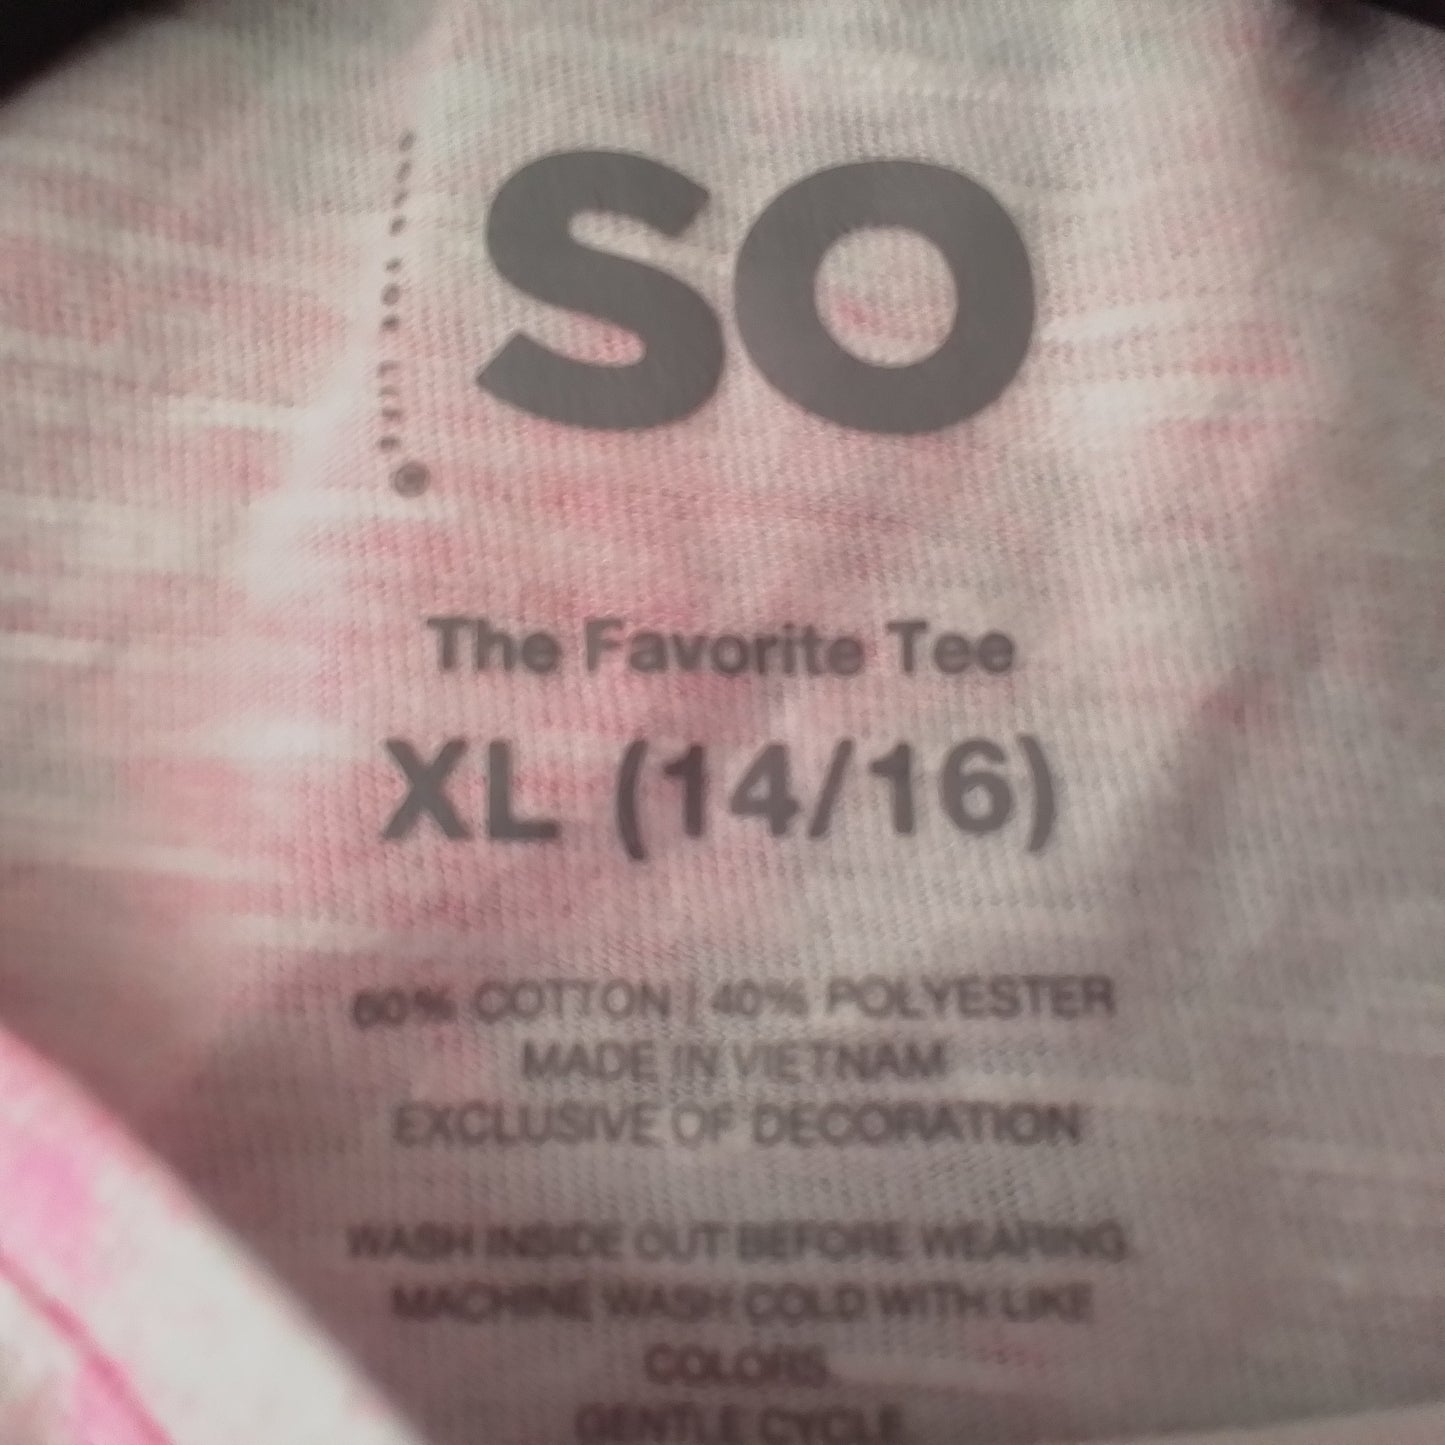 SO
The Favorite Tee
XL (14/16)
60% COTTON | 40% POLYESTER
MADE IN VIETNAM
EXCLUSIVE OF DECORATION
WASH INSIDE OUT BEFORE WEARING
MACHINE WASH COLD WITH LIKE
COLORS
GENTLE CYCLE